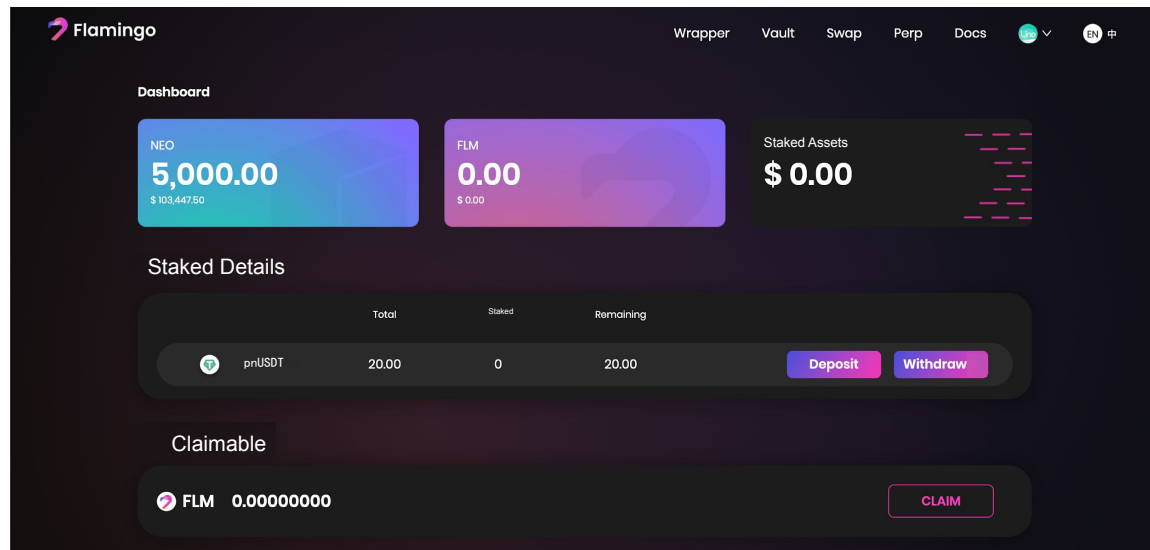 Flamingo
Wrapper Vault Swap Perp Docs Lino EN 中
Dashboard
NEO
5,000.00
$ 103,447.50
FLM
0.00
$ 0.00
Staked Assets
$ 0.00
Staked Details
Total Staked Remaining
pnUSDT 20.00 0 20.00 Deposit Withdraw
Claimable
FLM 0.00000000 CLAIM